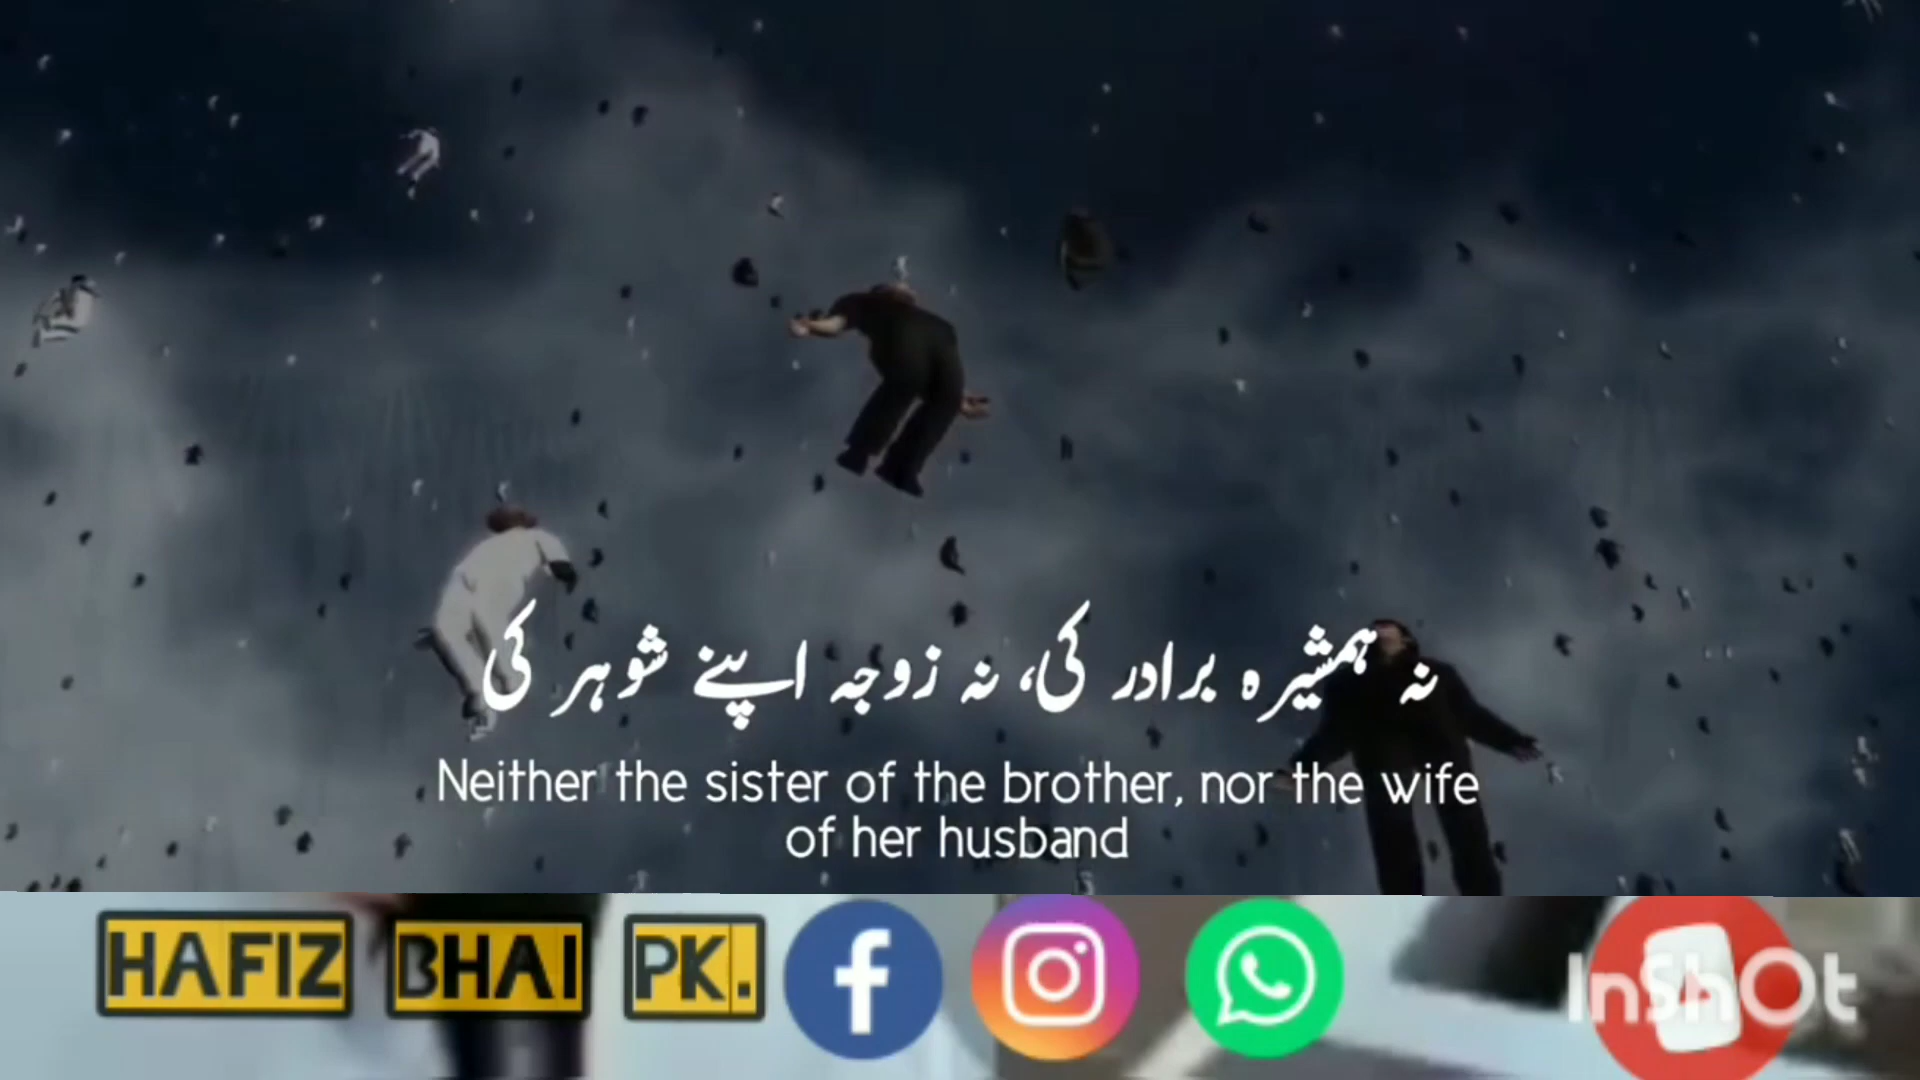 نہ ہمشیرہ برادر کی، نہ زوجہ اپنے شوہر کی
Neither the sister of the brother, nor the wife
of her husband
HAFIZ BHAI PK.
InShOt